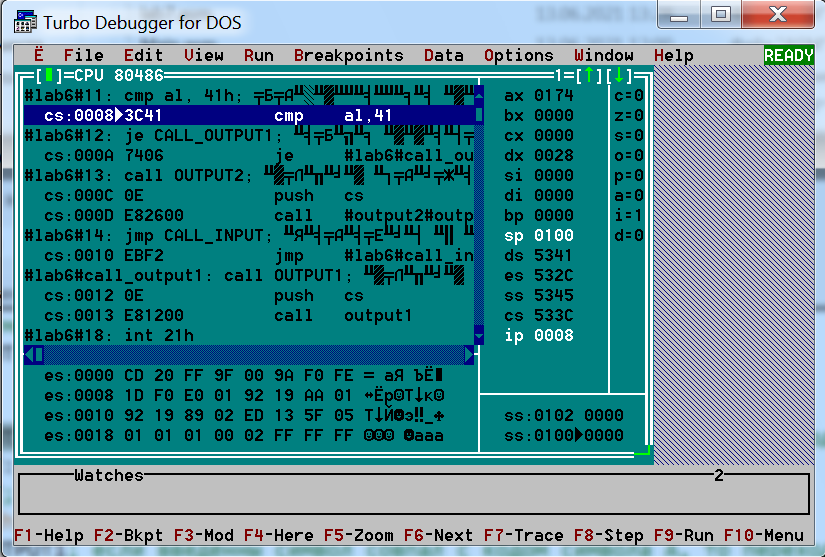 Turbo Debugger for DOS
Ë File Edit View Run Breakpoints Data Options Window Help READY
=[▮]=CPU 80486 1=[↑][↓]=
#lab6#11: cmp al, 41h; ax 0174 c=0
cs:0008▶3C41 cmp al,41 bx 0000 z=0
#lab6#12: je CALL_OUTPUT1; cx 0000 s=0
cs:000A 7406 je #lab6#call_ou dx 0028 o=0
#lab6#13: call OUTPUT2; si 0000 p=0
cs:000C 0E push cs di 0000 a=0
cs:000D E82600 call #output2#outp bp 0000 i=1
#lab6#14: jmp CALL_INPUT; sp 0100 d=0
cs:0010 EBF2 jmp #lab6#call_in ds 5341
#lab6#call_output1: call OUTPUT1; es 532C
cs:0012 0E push cs ss 5345
cs:0013 E81200 call output1 cs 533C
#lab6#18: int 21h ip 0008
es:0000 CD 20 FF 9F 00 9A F0 FE = аЯ ЪЁ■
es:0008 1D F0 E0 01 92 19 AA 01
es:0010 92 19 89 02 ED 13 5F 05 ss:0102 0000
es:0018 01 01 01 00 02 FF FF FF ss:0100▶0000
Watches 2
F1-Help F2-Bkpt F3-Mod F4-Here F5-Zoom F6-Next F7-Trace F8-Step F9-Run F10-Menu